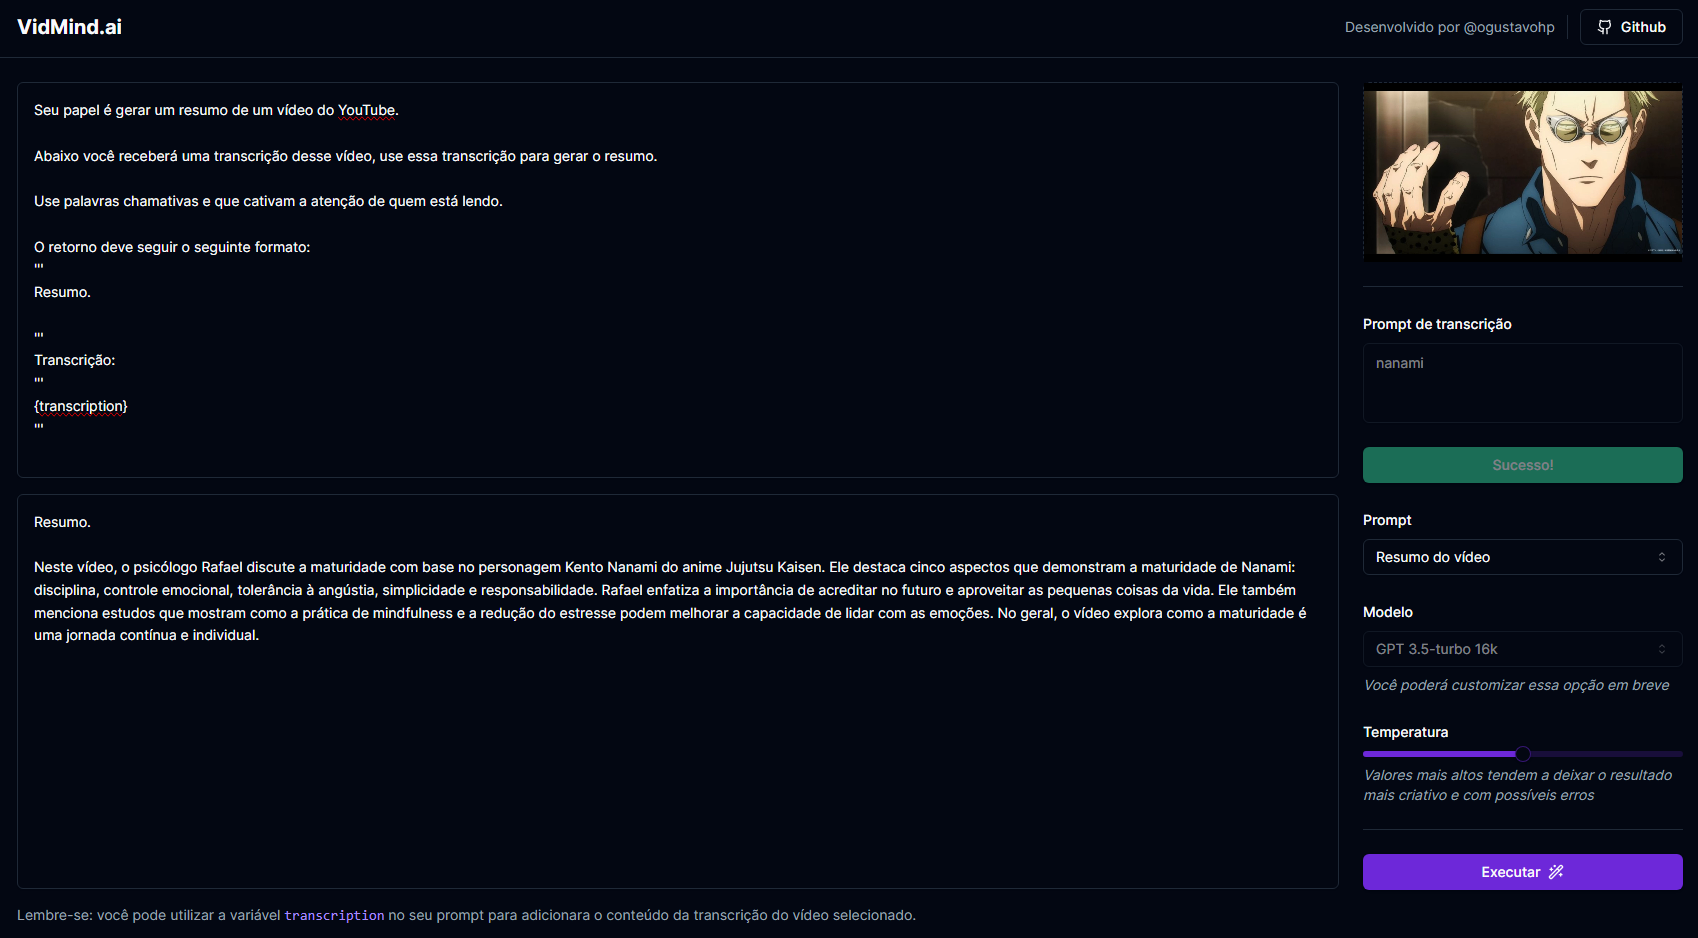 VidMind.ai
Desenvolvido por @ogustavohp
Github
Seu papel é gerar um resumo de um vídeo do YouTube.
Abaixo você receberá uma transcrição desse vídeo, use essa transcrição para gerar o resumo.
Use palavras chamativas e que cativam a atenção de quem está lendo.
O retorno deve seguir o seguinte formato:
'''
Resumo.
'''
Transcrição:
'''
{transcription}
'''
Resumo.
Neste vídeo, o psicólogo Rafael discute a maturidade com base no personagem Kento Nanami do anime Jujutsu Kaisen. Ele destaca cinco aspectos que demonstram a maturidade de Nanami:
disciplina, controle emocional, tolerância à angústia, simplicidade e responsabilidade. Rafael enfatiza a importância de acreditar no futuro e aproveitar as pequenas coisas da vida. Ele também
menciona estudos que mostram como a prática de mindfulness e a redução do estresse podem melhorar a capacidade de lidar com as emoções. No geral, o vídeo explora como a maturidade é
uma jornada contínua e individual.
Lembre-se: você pode utilizar a variável transcription no seu prompt para adicionara o conteúdo da transcrição do vídeo selecionado.
Prompt de transcrição
nanami
Sucesso!
Prompt
Resumo do vídeo
Modelo
GPT 3.5-turbo 16k
Você poderá customizar essa opção em breve
Temperatura
Valores mais altos tendem a deixar o resultado
mais criativo e com possíveis erros
Executar